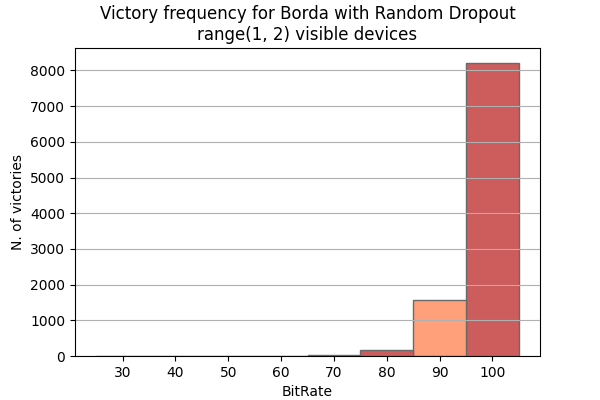 Victory frequency for Borda with Random Dropout
range(1, 2) visible devices
8000
7000
6000
5000
4000
3000
2000
1000
0
N. of victories
30 40 50 60 70 80 90 100
BitRate